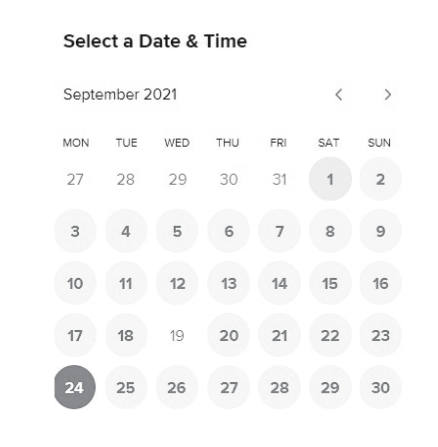 Select a Date & Time
September 2021
MON TUE WED THU FRI SAT SUN
27 28 29 30 31 1 2
3 4 5 6 7 8 9
10 11 12 13 14 15 16
17 18 19 20 21 22 23
24 25 26 27 28 29 30